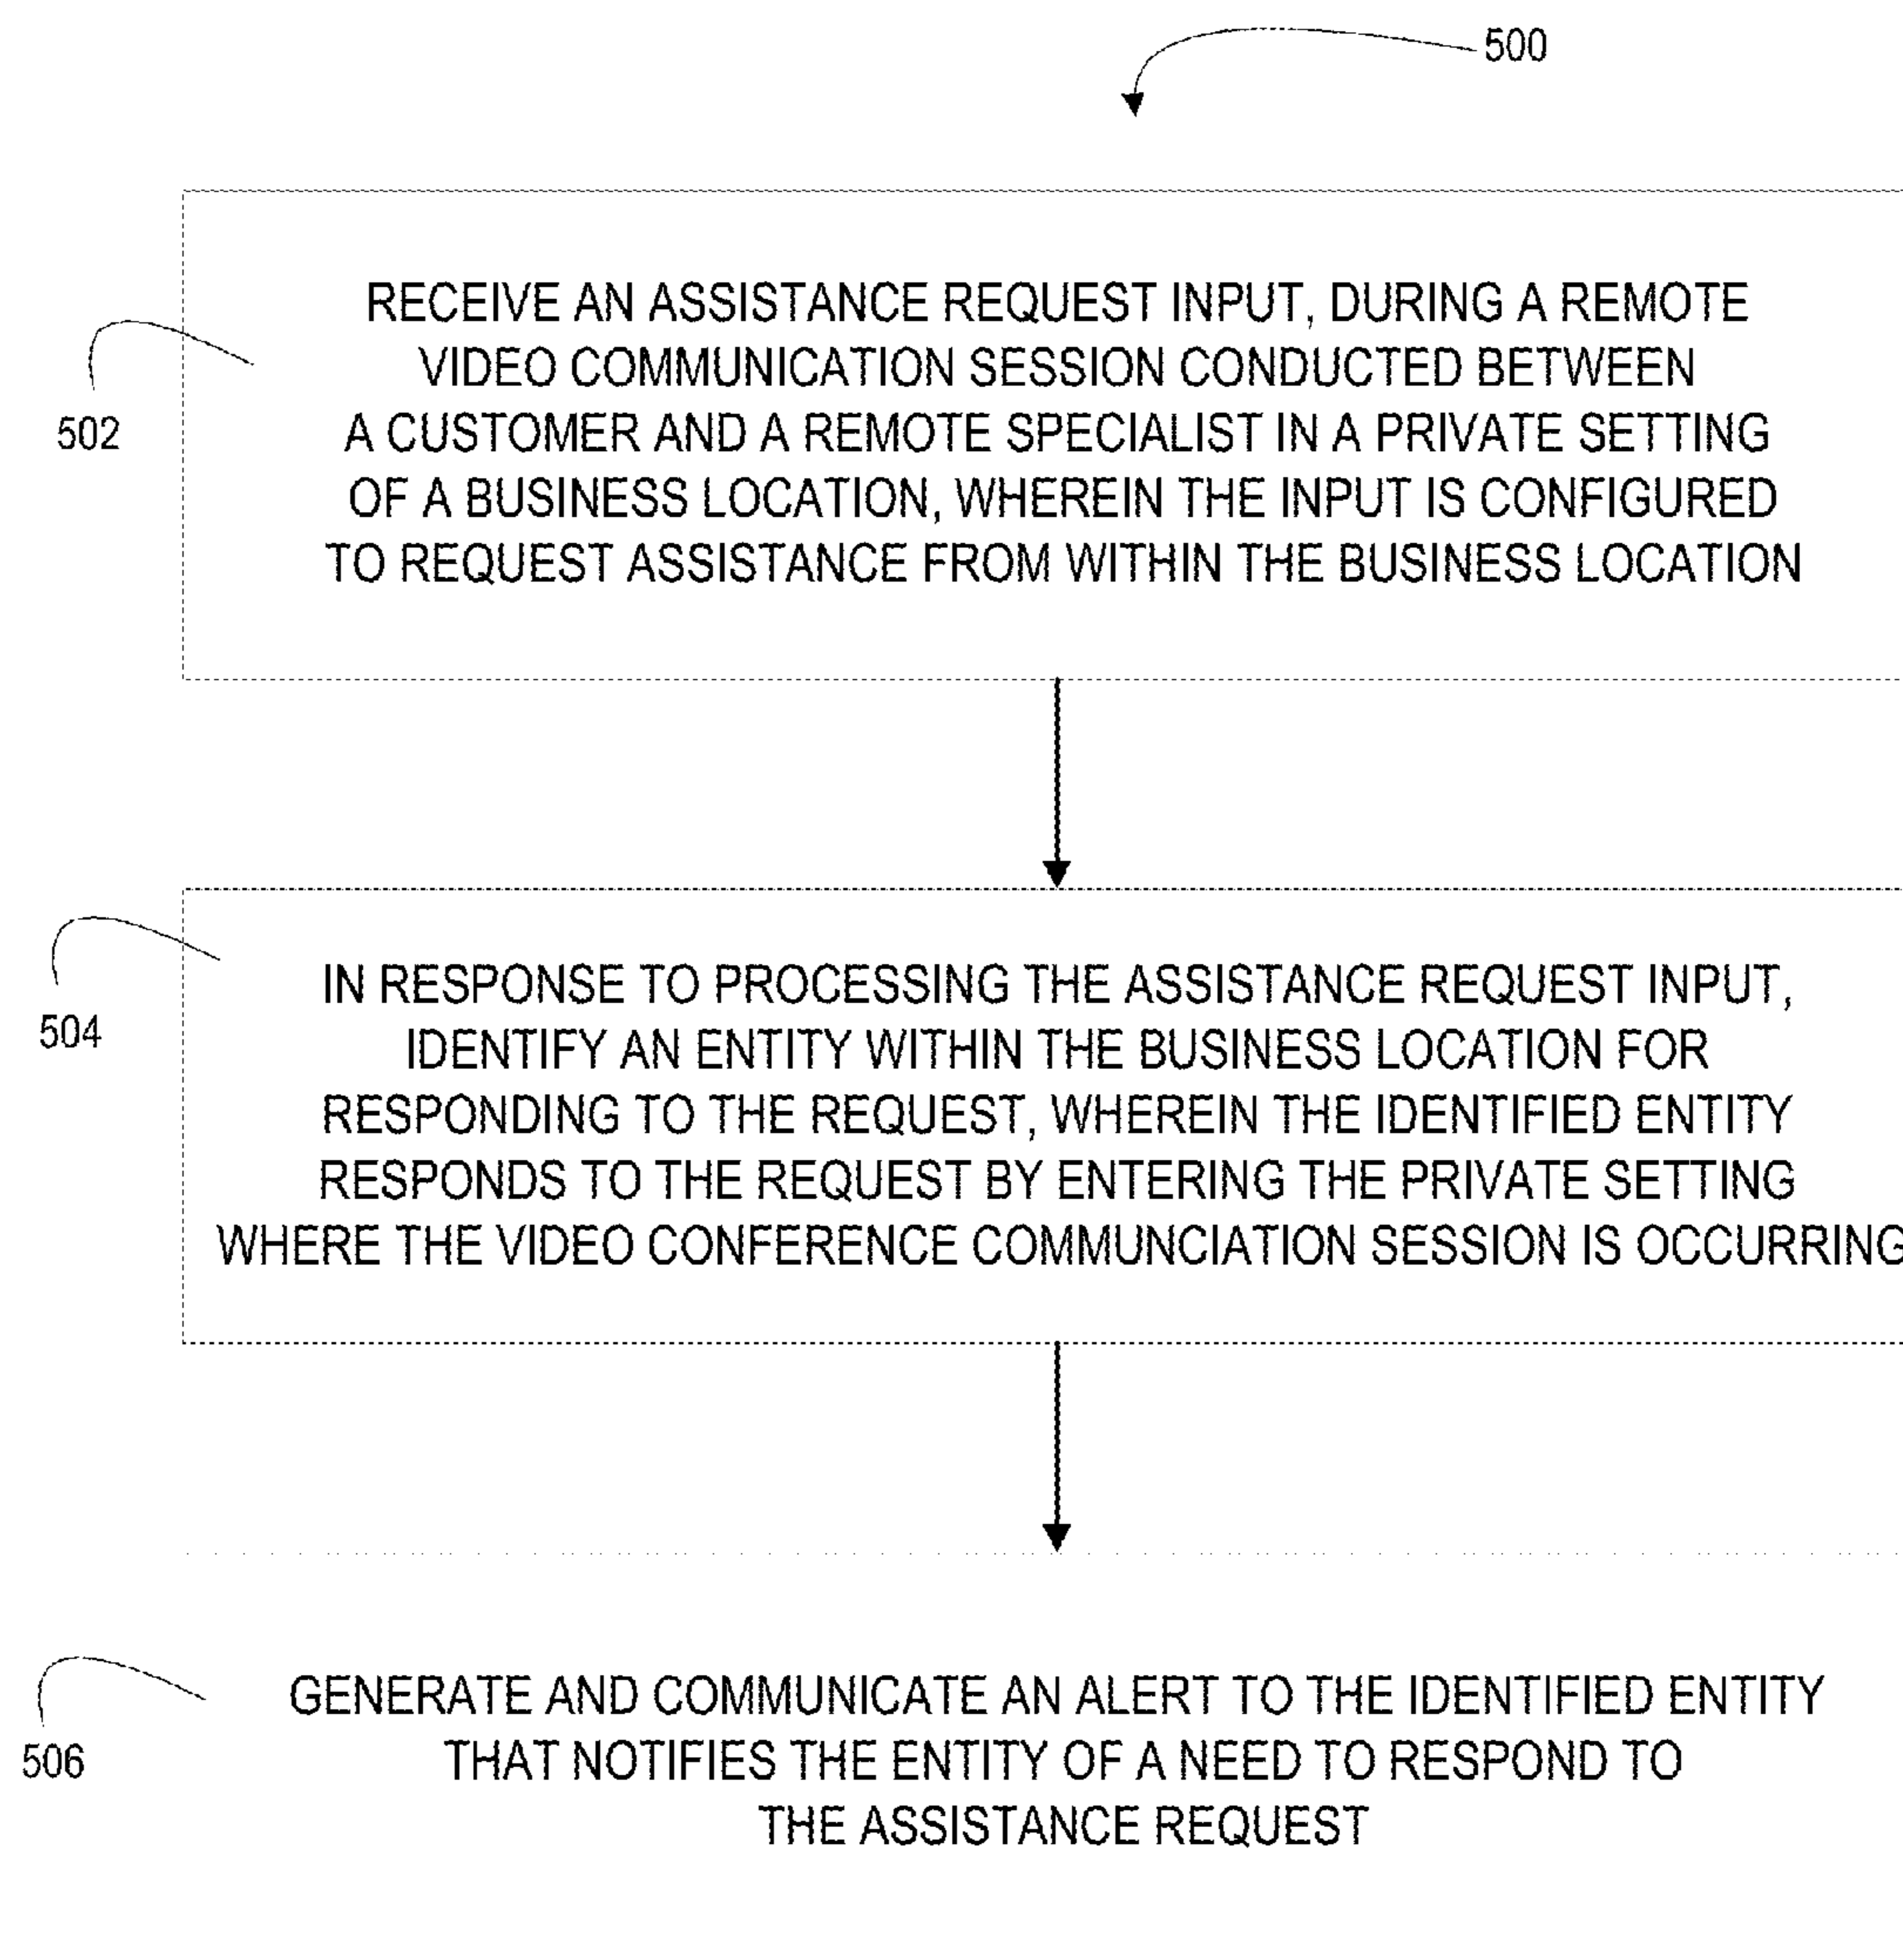 500
RECEIVE AN ASSISTANCE REQUEST INPUT, DURING A REMOTE
VIDEO COMMUNICATION SESSION CONDUCTED BETWEEN
A CUSTOMER AND A REMOTE SPECIALIST IN A PRIVATE SETTING
OF A BUSINESS LOCATION, WHEREIN THE INPUT IS CONFIGURED
TO REQUEST ASSISTANCE FROM WITHIN THE BUSINESS LOCATION
502
IN RESPONSE TO PROCESSING THE ASSISTANCE REQUEST INPUT,
IDENTIFY AN ENTITY WITHIN THE BUSINESS LOCATION FOR
RESPONDING TO THE REQUEST, WHEREIN THE IDENTIFIED ENTITY
RESPONDS TO THE REQUEST BY ENTERING THE PRIVATE SETTING
WHERE THE VIDEO CONFERENCE COMMUNCIATION SESSION IS OCCURRING
504
GENERATE AND COMMUNICATE AN ALERT TO THE IDENTIFIED ENTITY
THAT NOTIFIES THE ENTITY OF A NEED TO RESPOND TO
THE ASSISTANCE REQUEST
506